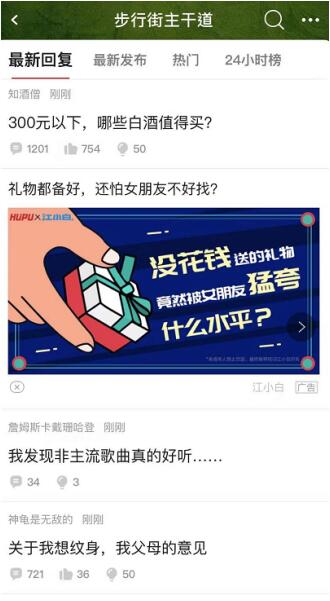 步行街主干道
最新回复 最新发布 热门 24小时榜
知酒僧 刚刚
300元以下，哪些白酒值得买？
1201 754 50
礼物都备好，还怕女朋友不好找？
HUPU×江小白
没花钱送的礼物
竟然被女朋友猛夸
什么水平？
江小白 广告
詹姆斯卡戴珊哈登 刚刚
我发现非主流歌曲真的好听……
34 3
神龟是无敌的 刚刚
关于我想纹身，我父母的意见
721 36 50